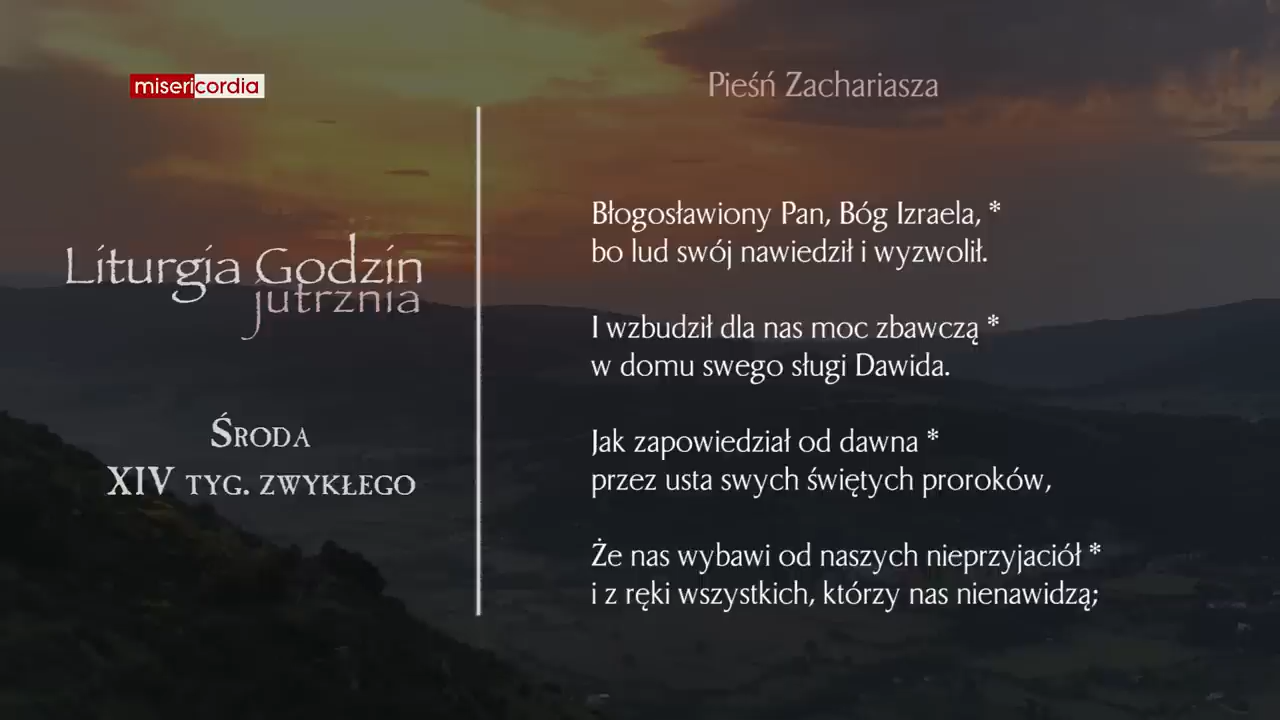 misericordia
Liturgia Godzin
jutrznia
Środa
XIV tyg. zwykłego
Pieśń Zachariasza
Błogosławiony Pan, Bóg Izraela, *
bo lud swój nawiedził i wyzwolił.
I wzbudził dla nas moc zbawczą *
w domu swego sługi Dawida.
Jak zapowiedział od dawna *
przez usta swych świętych proroków,
Że nas wybawi od naszych nieprzyjaciół *
i z ręki wszystkich, którzy nas nienawidzą;